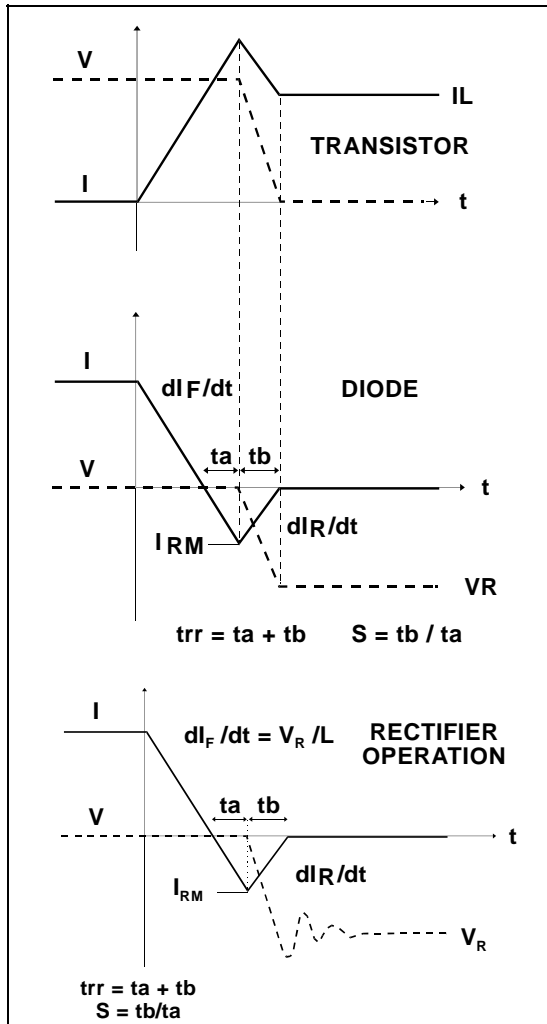 V
IL
TRANSISTOR
I
t
I
dIF/dt
DIODE
ta tb
V
t
IRM
dIR/dt
VR
trr = ta + tb S = tb / ta
I
dIF/dt = VR/L
RECTIFIER
OPERATION
ta tb
V
t
IRM
dIR/dt
VR
trr = ta + tb
S = tb/ta